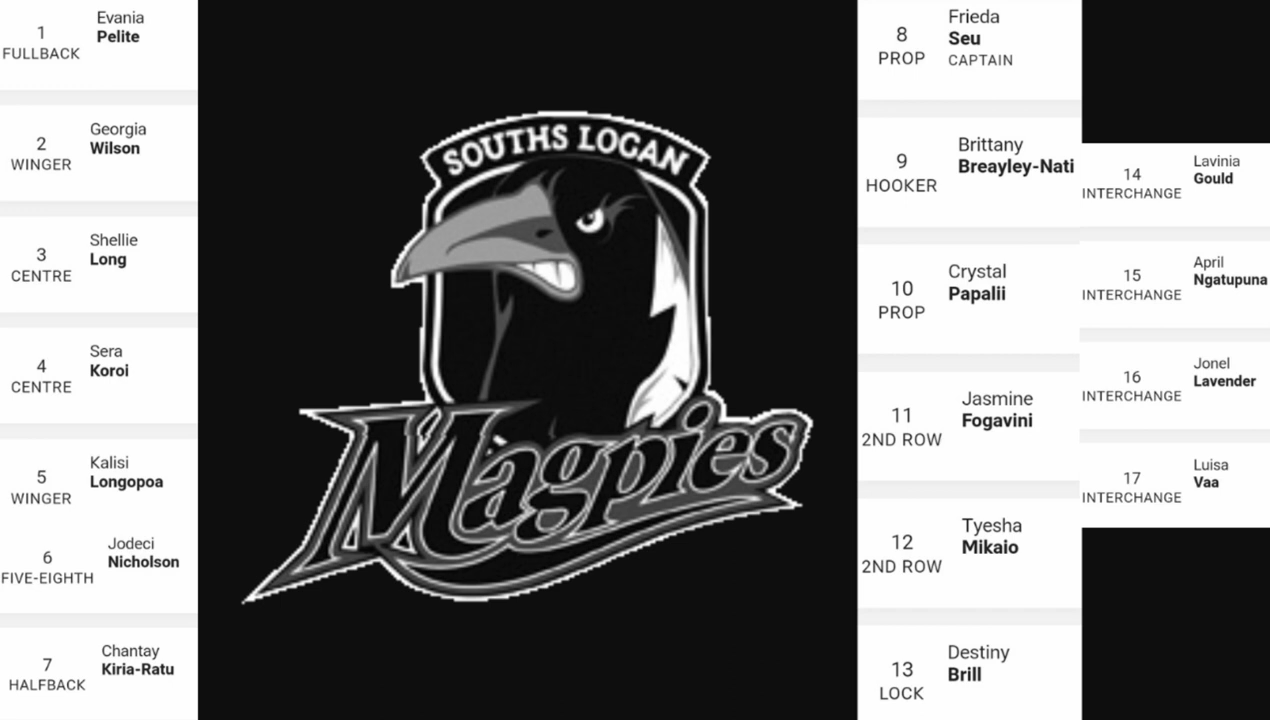 1
FULLBACK
Evania
Pelite
2
WINGER
Georgia
Wilson
3
CENTRE
Shellie
Long
4
CENTRE
Sera
Koroi
5
WINGER
Kalisi
Longopoa
6
FIVE-EIGHTH
Jodeci
Nicholson
7
HALFBACK
Chantay
Kiria-Ratu
SOUTHS LOGAN
Magpies
8
PROP
Frieda
Seu
CAPTAIN
9
HOOKER
Brittany
Breayley-Nati
10
PROP
Crystal
Papalii
11
2ND ROW
Jasmine
Fogavini
12
2ND ROW
Tyesha
Mikaio
13
LOCK
Destiny
Brill
14
INTERCHANGE
Lavinia
Gould
15
INTERCHANGE
April
Ngatupuna
16
INTERCHANGE
Jonel
Lavender
17
INTERCHANGE
Luisa
Vaa